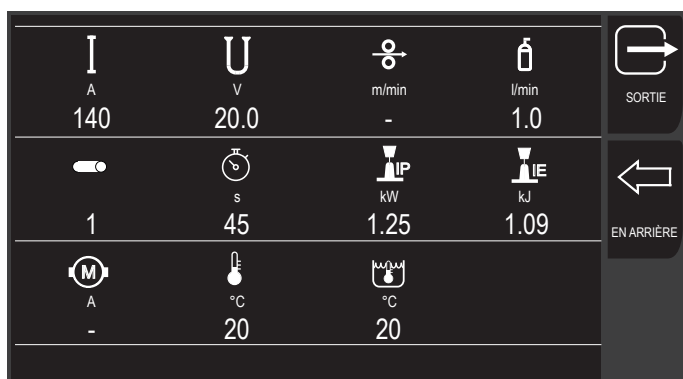 I U
A V m/min l/min
140 20.0 - 1.0
SORTIE
IP IE
s kW kJ
1 45 1.25 1.09
EN ARRIÈRE
M
A °C °C
- 20 20